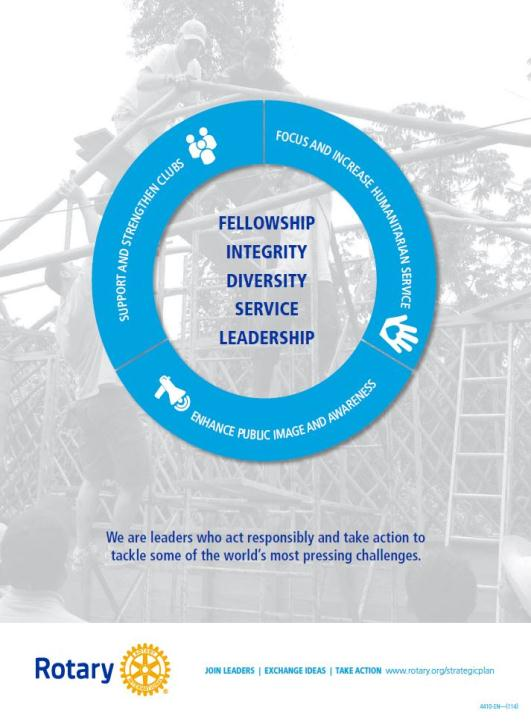 SUPPORT AND STRENGTHEN CLUBS
FOCUS AND INCREASE HUMANITARIAN SERVICE
FELLOWSHIP
INTEGRITY
DIVERSITY
SERVICE
LEADERSHIP
ENHANCE PUBLIC IMAGE AND AWARENESS
We are leaders who act responsibly and take action to
tackle some of the world's most pressing challenges.
Rotary
JOIN LEADERS | EXCHANGE IDEAS | TAKE ACTION www.rotary.org/strategicplan
4410-EN—(114)